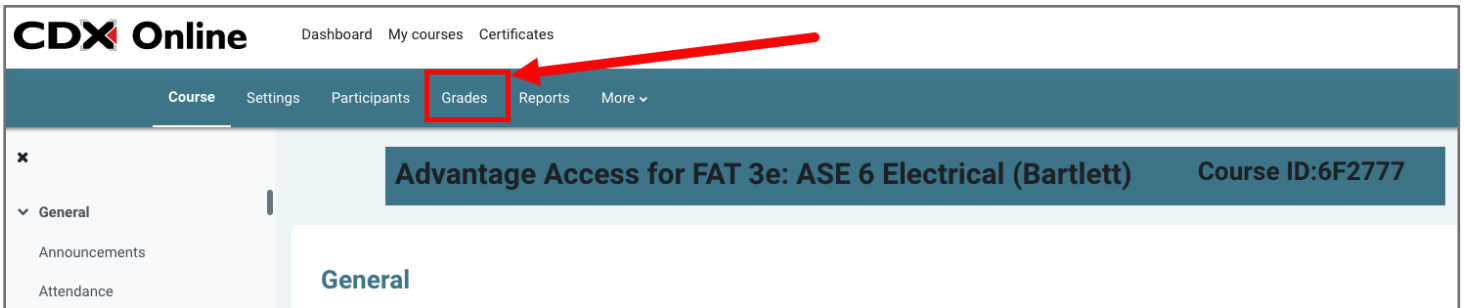 CDX Online
Dashboard My courses Certificates
Course Settings Participants Grades Reports More
Advantage Access for FAT 3e: ASE 6 Electrical (Bartlett) Course ID:6F2777
General
Announcements
Attendance
General